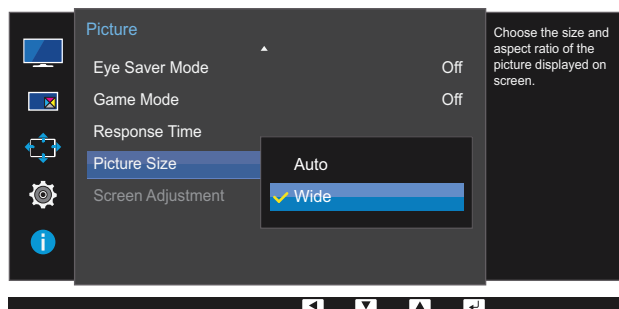 Picture
Eye Saver Mode Off
Game Mode Off
Response Time
Picture Size
Auto
Wide
Screen Adjustment
Choose the size and
aspect ratio of the
picture displayed on
screen.